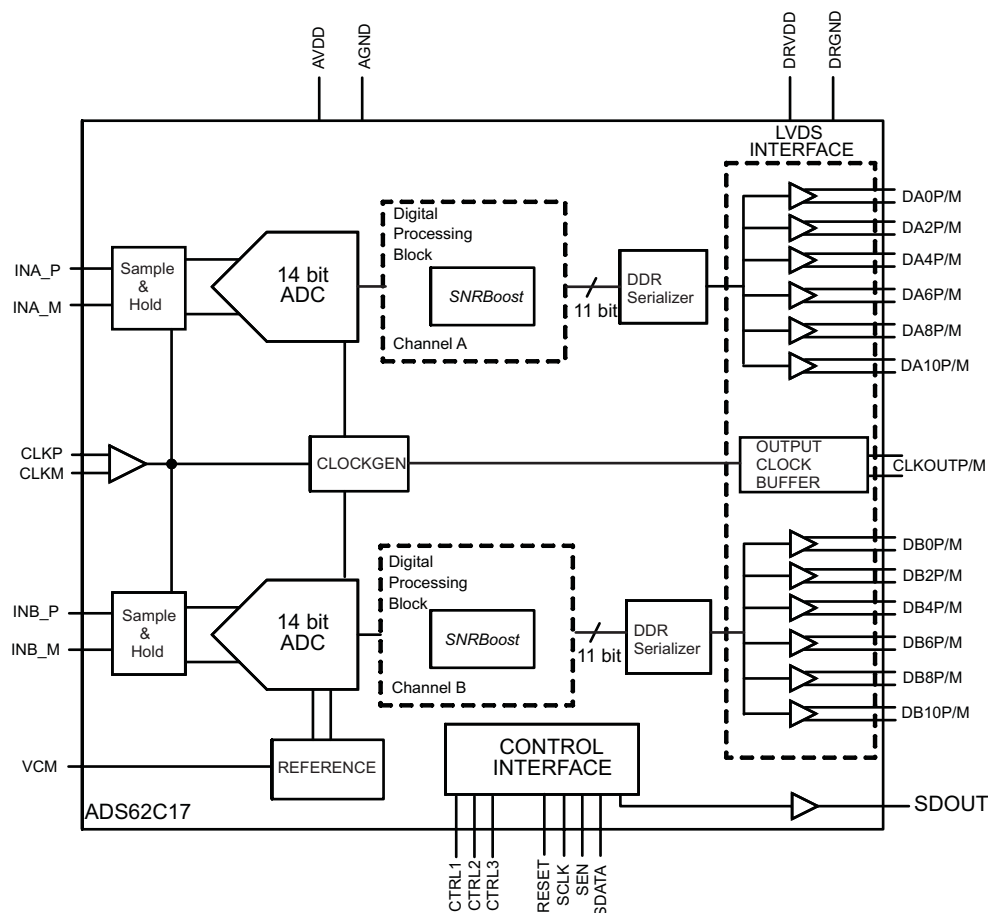 AVDD
AGND
DRVDD
DRGND
LVDS
INTERFACE
INA_P
INA_M
Sample
&
Hold
14 bit
ADC
Digital
Processing
Block
SNRBoost
Channel A
11 bit
DDR
Serializer
DA0P/M
DA2P/M
DA4P/M
DA6P/M
DA8P/M
DA10P/M
CLKP
CLKM
CLOCKGEN
OUTPUT
CLOCK
BUFFER
CLKOUTP/M
INB_P
INB_M
Sample
&
Hold
14 bit
ADC
Digital
Processing
Block
SNRBoost
Channel B
11 bit
DDR
Serializer
DB0P/M
DB2P/M
DB4P/M
DB6P/M
DB8P/M
DB10P/M
VCM
REFERENCE
CONTROL
INTERFACE
SDOUT
ADS62C17
CTRL1
CTRL2
CTRL3
RESET
SCLK
SEN
SDATA